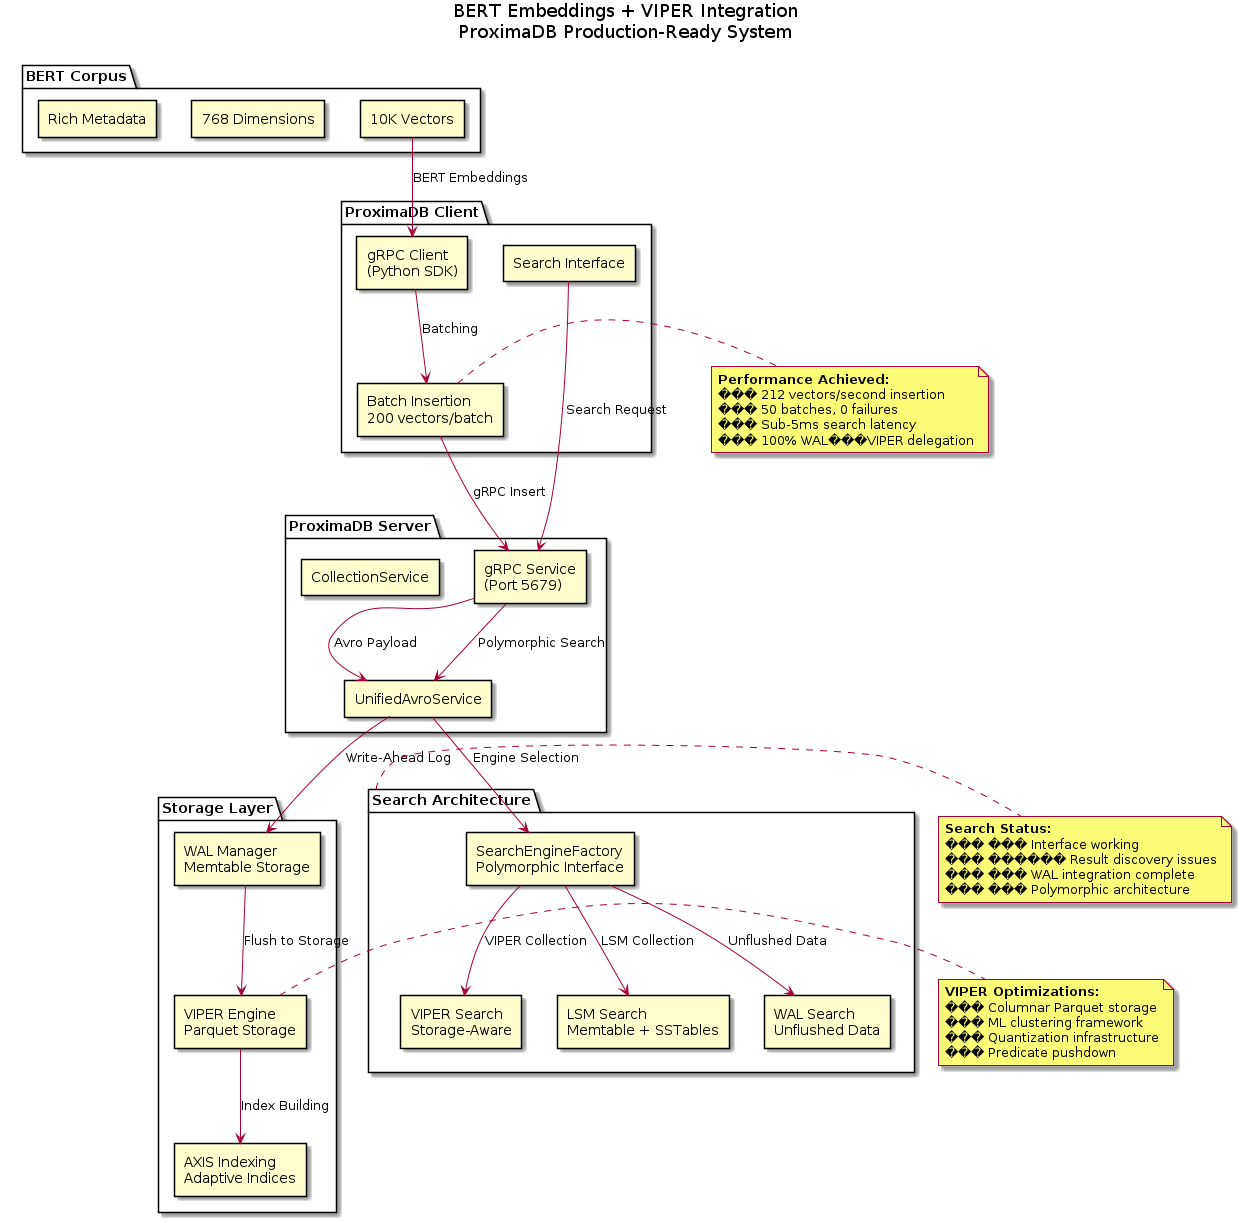 BERT Embeddings + VIPER Integration
ProximaDB Production-Ready System
BERT Corpus
Rich Metadata
768 Dimensions
10K Vectors
BERT Embeddings
ProximaDB Client
gRPC Client
(Python SDK)
Search Interface
Batching
Batch Insertion
200 vectors/batch
Search Request
Performance Achieved:
��� 212 vectors/second insertion
��� 50 batches, 0 failures
��� Sub-5ms search latency
��� 100% WAL���VIPER delegation
gRPC Insert
ProximaDB Server
CollectionService
gRPC Service
(Port 5679)
Avro Payload
Polymorphic Search
UnifiedAvroService
Write-Ahead Log
Engine Selection
Storage Layer
WAL Manager
Memtable Storage
Search Architecture
SearchEngineFactory
Polymorphic Interface
Search Status:
��� ��� Interface working
��� ������ Result discovery issues
��� ��� WAL integration complete
��� ��� Polymorphic architecture
Flush to Storage
VIPER Collection
LSM Collection
Unflushed Data
VIPER Engine
Parquet Storage
VIPER Search
Storage-Aware
LSM Search
Memtable + SSTables
WAL Search
Unflushed Data
VIPER Optimizations:
��� Columnar Parquet storage
��� ML clustering framework
��� Quantization infrastructure
��� Predicate pushdown
Index Building
AXIS Indexing
Adaptive Indices